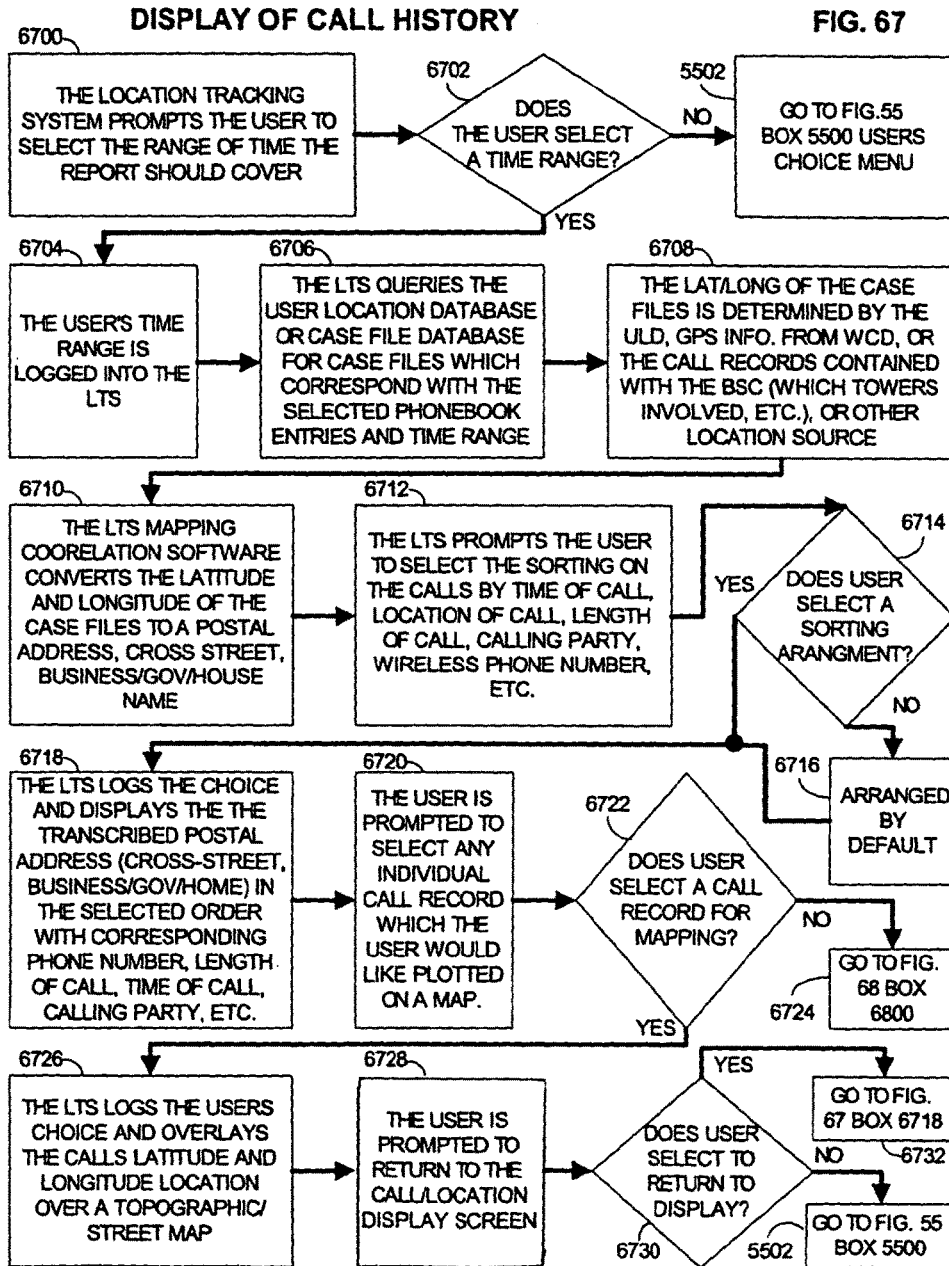 DISPLAY OF CALL HISTORY
FIG. 67
6700
THE LOCATION TRACKING
SYSTEM PROMPTS THE USER TO
SELECT THE RANGE OF TIME THE
REPORT SHOULD COVER
6702
DOES
THE USER SELECT
A TIME RANGE?
NO
YES
5502
GO TO FIG.55
BOX 5500 USERS
CHOICE MENU
6704
THE USER'S TIME
RANGE IS
LOGGED INTO THE
LTS
6706
THE LTS QUERIES THE
USER LOCATION DATABASE
OR CASE FILE DATABASE
FOR CASE FILES WHICH
CORRESPOND WITH THE
SELECTED PHONEBOOK
ENTRIES AND TIME RANGE
6708
THE LAT/LONG OF THE CASE
FILES IS DETERMINED BY THE
ULD, GPS INFO. FROM WCD, OR
THE CALL RECORDS CONTAINED
WITH THE BSC (WHICH TOWERS
INVOLVED, ETC.), OR OTHER
LOCATION SOURCE
6710
THE LTS MAPPING
COORELATION SOFTWARE
CONVERTS THE LATITUDE
AND LONGITUDE OF THE
CASE FILES TO A POSTAL
ADDRESS, CROSS STREET,
BUSINESS/GOV/HOUSE
NAME
6712
THE LTS PROMPTS THE USER
TO SELECT THE SORTING ON
THE CALLS BY TIME OF CALL,
LOCATION OF CALL, LENGTH
OF CALL, CALLING PARTY,
WIRELESS PHONE NUMBER,
ETC.
6714
YES
DOES USER
SELECT A
SORTING
ARANGMENT?
NO
6716
ARRANGED
BY
DEFAULT
6718
THE LTS LOGS THE CHOICE
AND DISPLAYS THE THE
TRANSCRIBED POSTAL
ADDRESS (CROSS-STREET,
BUSINESS/GOV/HOME) IN
THE SELECTED ORDER
WITH CORRESPONDING
PHONE NUMBER, LENGTH
OF CALL, TIME OF CALL,
CALLING PARTY, ETC.
6720
THE USER IS
PROMPTED TO
SELECT ANY
INDIVIDUAL
CALL RECORD
WHICH THE
USER WOULD
LIKE PLOTTED
ON A MAP.
6722
DOES USER
SELECT A CALL
RECORD FOR
MAPPING?
NO
YES
6724
GO TO FIG.
68 BOX
6800
6726
THE LTS LOGS THE USERS
CHOICE AND OVERLAYS
THE CALLS LATITUDE AND
LONGITUDE LOCATION
OVER A TOPOGRAPHIC/
STREET MAP
6728
THE USER IS
PROMPTED TO
RETURN TO THE
CALL/LOCATION
DISPLAY SCREEN
6730
DOES USER
SELECT TO
RETURN TO
DISPLAY?
YES
GO TO FIG.
67 BOX 6718
6732
NO
5502
GO TO FIG. 55
BOX 5500